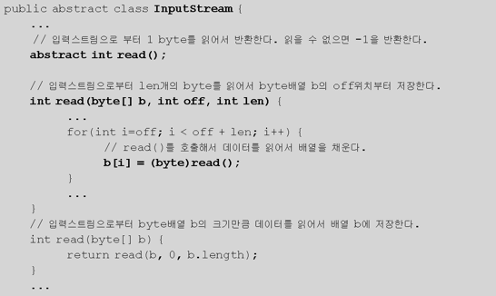 public abstract class InputStream {
...
// 입력스트림으로 부터 1 byte를 읽어서 반환한다. 읽을 수 없으면 -1을 반환한다.
abstract int read();
// 입력스트림으로부터 len개의 byte를 읽어서 byte배열 b의 off위치부터 저장한다.
int read(byte[] b, int off, int len) {
...
for(int i=off; i < off + len; i++) {
// read()를 호출해서 데이터를 읽어서 배열을 채운다.
b[i] = (byte)read();
}
...
}
// 입력스트림으로부터 byte배열 b의 크기만큼 데이터를 읽어서 배열 b에 저장한다.
int read(byte[] b) {
return read(b, 0, b.length);
}
...